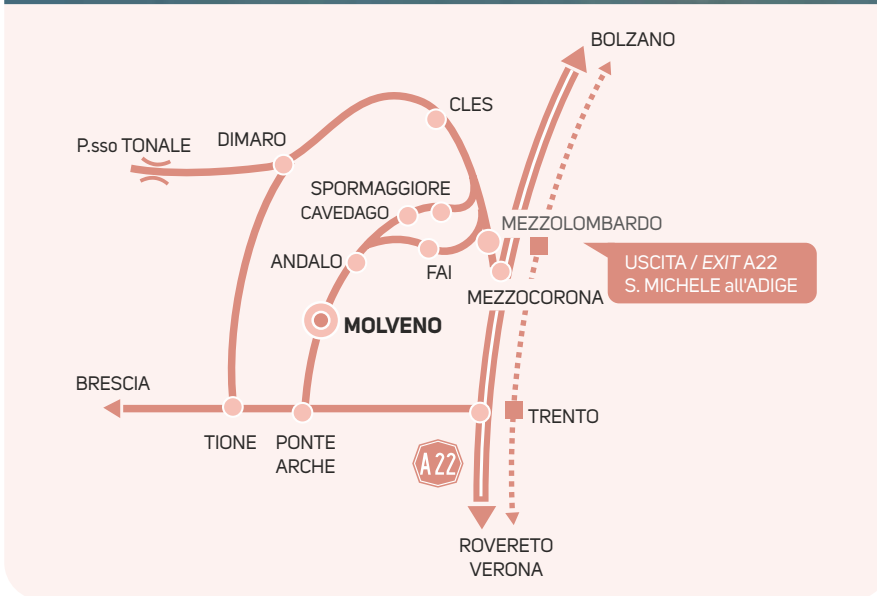 BOLZANO
CLES
P.sso TONALE
DIMARO
SPORMAGGIORE
CAVEDAGO
MEZZOLOMBARDO
ANDALO
FAI
USCITA / EXIT A22
S. MICHELE all'ADIGE
MEZZOCORONA
MOLVENO
BRESCIA
TRENTO
TIONE
PONTE
ARCHE
A 22
ROVERETO
VERONA